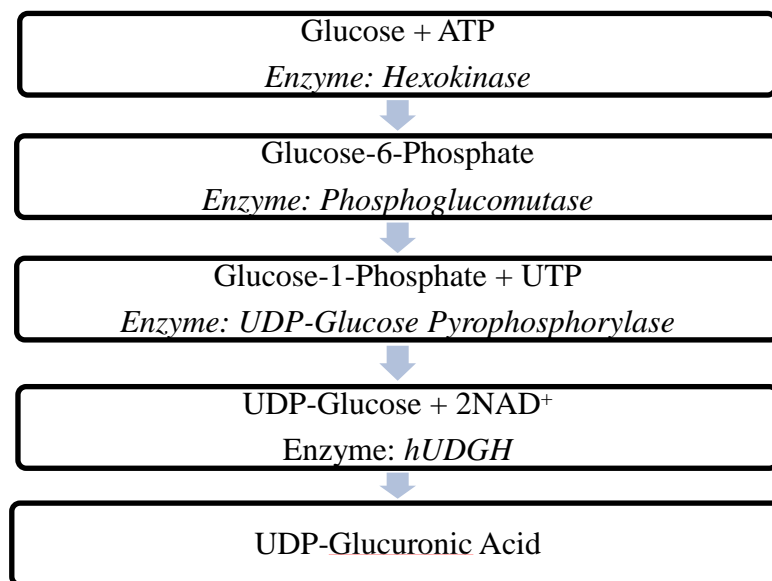 Glucose + ATP
Enzyme: Hexokinase
Glucose-6-Phosphate
Enzyme: Phosphoglucomutase
Glucose-1-Phosphate + UTP
Enzyme: UDP-Glucose Pyrophosphorylase
UDP-Glucose + 2NAD⁺
Enzyme: hUDGH
UDP-Glucuronic Acid